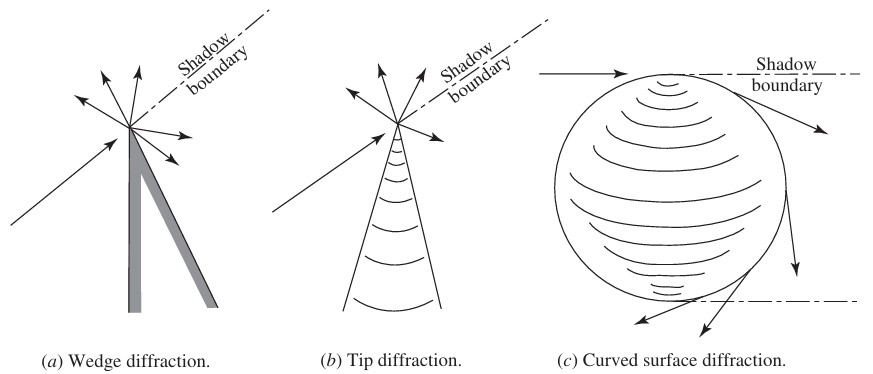 Shadow
boundary
Shadow
boundary
Shadow
boundary
(a) Wedge diffraction.
(b) Tip diffraction.
(c) Curved surface diffraction.